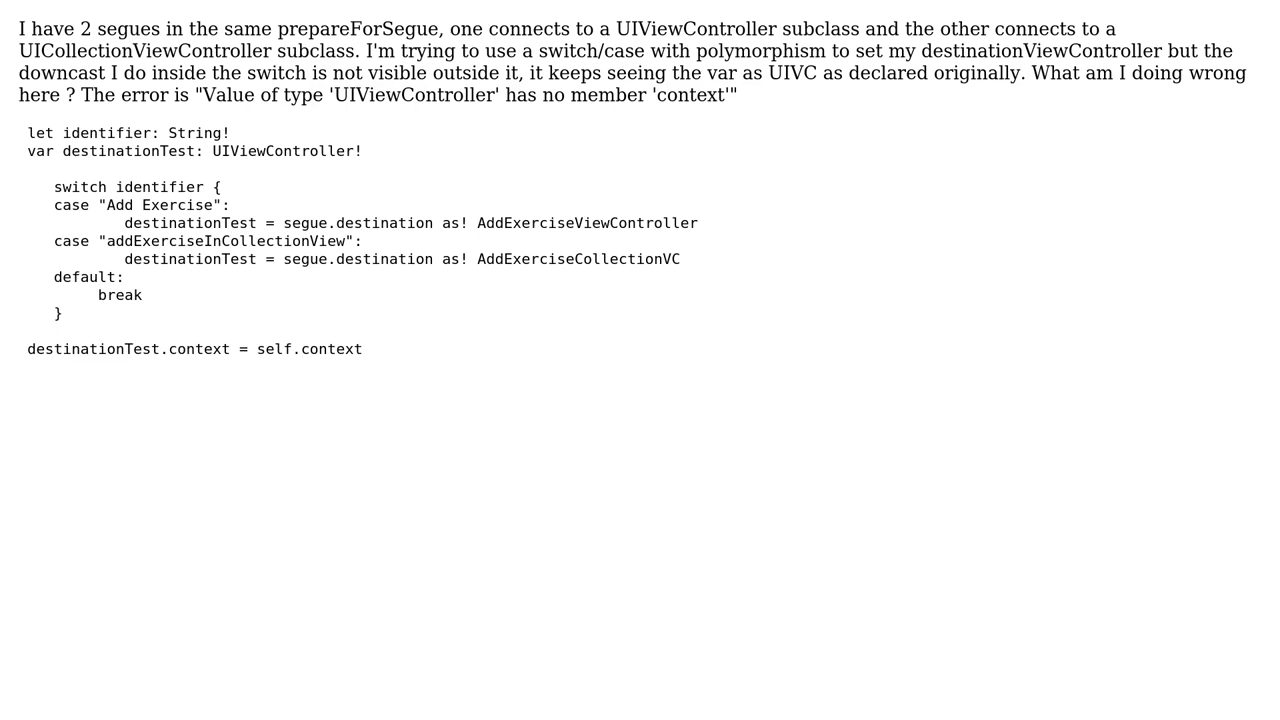 I have 2 segues in the same prepareForSegue, one connects to a UIViewController subclass and the other connects to a
UICollectionViewController subclass. I'm trying to use a switch/case with polymorphism to set my destinationViewController but the
downcast I do inside the switch is not visible outside it, it keeps seeing the var as UIVC as declared originally. What am I doing wrong
here ? The error is "Value of type 'UIViewController' has no member 'context'"
let identifier: String!
var destinationTest: UIViewController!
switch identifier {
case "Add Exercise":
destinationTest = segue.destination as! AddExerciseViewController
case "addExerciseInCollectionView":
destinationTest = segue.destination as! AddExerciseCollectionVC
default:
break
}
destinationTest.context = self.context